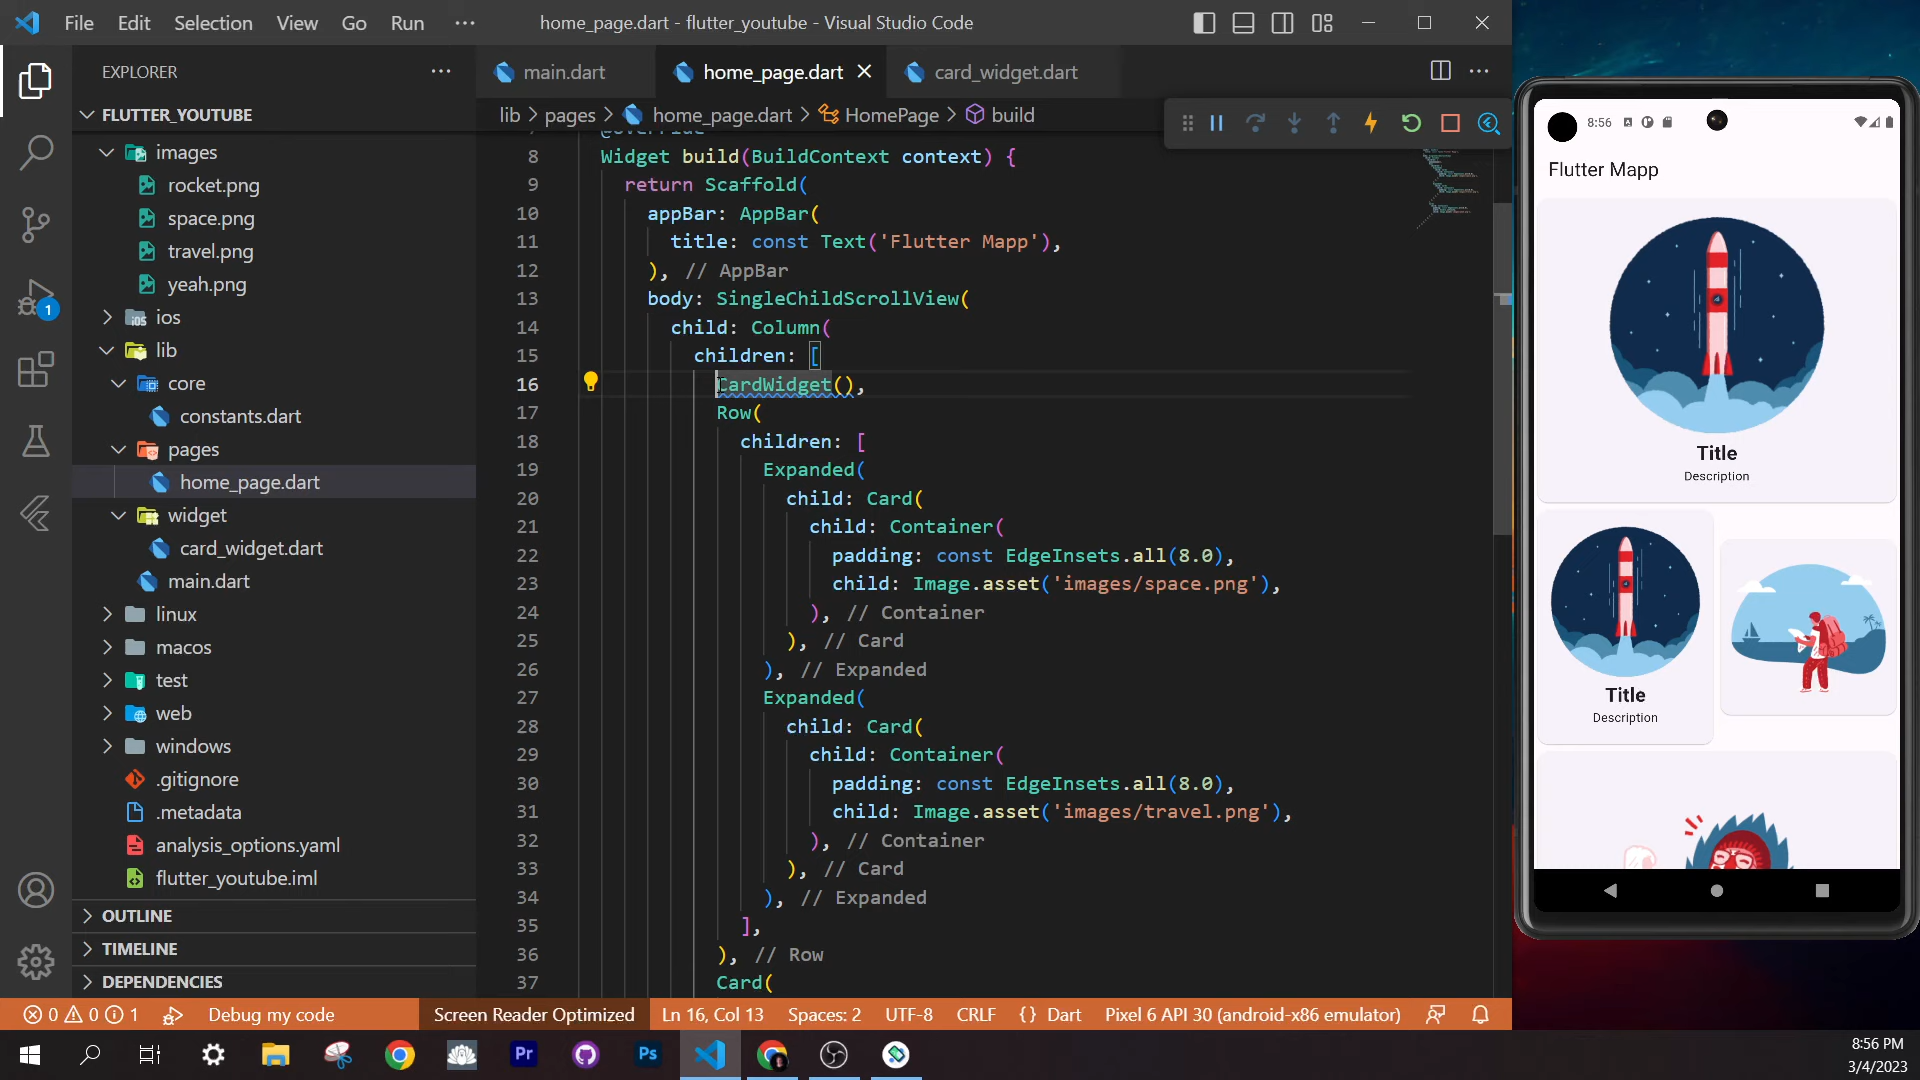 File Edit Selection View Go Run ···
home_page.dart - flutter_youtube - Visual Studio Code
EXPLORER
main.dart
home_page.dart
card_widget.dart
FLUTTER_YOUTUBE
lib > pages > home_page.dart > HomePage > build
images
rocket.png
space.png
travel.png
yeah.png
ios
lib
core
constants.dart
pages
home_page.dart
widget
card_widget.dart
main.dart
linux
macos
test
web
windows
.gitignore
.metadata
analysis_options.yaml
flutter_youtube.iml
OUTLINE
TIMELINE
DEPENDENCIES
1
@override
8 Widget build(BuildContext context) {
9 return Scaffold(
10 appBar: AppBar(
11 title: const Text('Flutter Mapp'),
12 ), // AppBar
13 body: SingleChildScrollView(
14 child: Column(
15 children: [
16 CardWidget(),
17 Row(
18 children: [
19 Expanded(
20 child: Card(
21 child: Container(
22 padding: const EdgeInsets.all(8.0),
23 child: Image.asset('images/space.png'),
24 ), // Container
25 ), // Card
26 ), // Expanded
27 Expanded(
28 child: Card(
29 child: Container(
30 padding: const EdgeInsets.all(8.0),
31 child: Image.asset('images/travel.png'),
32 ), // Container
33 ), // Card
34 ), // Expanded
35 ],
36 ), // Row
37 Card(
8:56
Flutter Mapp
Title
Description
Title
Description
0 0 1 Debug my code Screen Reader Optimized Ln 16, Col 13 Spaces: 2 UTF-8 CRLF {} Dart Pixel 6 API 30 (android-x86 emulator)
Pr
Ps
8:56 PM
3/4/2023